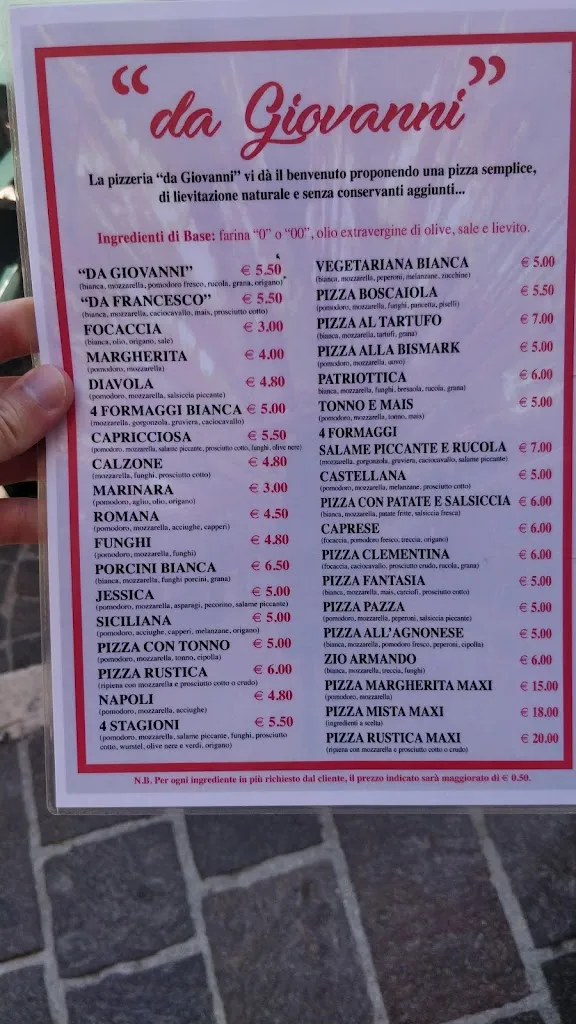 “da Giovanni”
La pizzeria “da Giovanni” vi dà il benvenuto proponendo una pizza semplice,
di lievitazione naturale e senza conservanti aggiunti...
Ingredienti di Base: farina “0” o “00”, olio extravergine di olive, sale e lievito.
“DA GIOVANNI” € 5.50
(bianca, mozzarella, pomodoro fresco, rucola, grana, origano)
“DA FRANCESCO” € 5.50
(bianca, mozzarella, caciocavallo, mais, prosciutto cotto)
FOCACCIA € 3.00
(bianca, olio, origano, sale)
MARGHERITA € 4.00
(pomodoro, mozzarella)
DIAVOLA € 4.80
(pomodoro, mozzarella, salsiccia piccante)
4 FORMAGGI BIANCA € 5.00
(mozzarella, gorgonzola, gruviera, caciocavallo)
CAPRICCIOSA € 5.50
(pomodoro, mozzarella, salame piccante, prosciutto cotto, funghi, olive nere)
CALZONE € 4.80
(mozzarella, funghi, prosciutto cotto)
MARINARA € 3.00
(pomodoro, aglio, olio, origano)
ROMANA € 4.50
(pomodoro, mozzarella, acciughe, capperi)
FUNGHI € 4.80
(pomodoro, mozzarella, funghi)
PORCINI BIANCA € 6.50
(bianca, mozzarella, funghi porcini, grana)
JESSICA € 5.00
(pomodoro, mozzarella, asparagi, pecorino, salame piccante)
SICILIANA € 5.00
(pomodoro, acciughe, capperi, melanzane, origano)
PIZZA CON TONNO € 5.00
(pomodoro, mozzarella, tonno, cipolla)
PIZZA RUSTICA € 6.00
(ripiena con mozzarella e prosciutto cotto o crudo)
NAPOLI € 4.80
(pomodoro, mozzarella, acciughe)
4 STAGIONI € 5.50
(pomodoro, mozzarella, salame piccante, funghi, prosciutto
cotto, wurstel, olive nere e verdi, origano)
VEGETARIANA BIANCA € 5.00
(bianca, mozzarella, peperoni, melanzane, zucchine)
PIZZA BOSCAIOLA € 5.50
(pomodoro, mozzarella, funghi, pancetta, piselli)
PIZZA AL TARTUFO € 7.00
(bianca, mozzarella, tartufi, grana)
PIZZA ALLA BISMARK € 5.00
(pomodoro, mozzarella, uovo)
PATRIOTTICA € 6.00
bianca, mozzarella, funghi, bresaola, rucola, grana)
TONNO E MAIS € 5.00
(pomodoro, mozzarella, tonno, mais)
4 FORMAGGI
SALAME PICCANTE E RUCOLA € 7.00
(mozzarella, gorgonzola, gruviera, caciocavallo, salame piccante)
CASTELLANA € 5.00
(pomodoro, mozzarella, melanzane, prosciutto cotto)
PIZZA CON PATATE E SALSICCIA € 6.00
(bianca, mozzarella, patate fritte, salsiccia fresca)
CAPRESE € 6.00
(focaccia, pomodoro fresco, treccia, origano)
PIZZA CLEMENTINA € 6.00
(focaccia, caciocavallo, prosciutto crudo, rucola, grana)
PIZZA FANTASIA € 5.00
(bianca, mozzarella, mais, carciofi, prosciutto cotto)
PIZZA PAZZA € 5.00
(pomodoro, mozzarella, peperoni, salsiccia piccante)
PIZZA ALL'AGNONESE € 5.00
(bianca, mozzarella, prosciutto cotto, peperoni, cipolla)
ZIO ARMANDO € 6.00
(bianca, mozzarella, treccia, funghi)
PIZZA MARGHERITA MAXI € 15.00
(pomodoro, mozzarella)
PIZZA MISTA MAXI € 18.00
(ingredienti a scelta)
PIZZA RUSTICA MAXI € 20.00
(ripiena con mozzarella e prosciutto cotto o crudo)
N.B. Per ogni ingrediente in più richiesto dal cliente, il prezzo indicato sarà maggiorato di € 0.50.